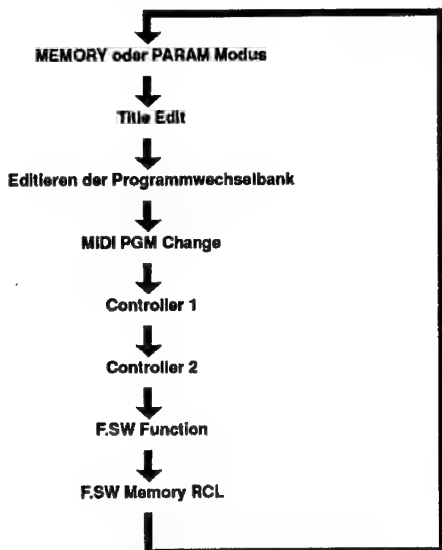 MEMORY oder PARAM Modus
Title Edit
Editieren der Programmwechselbank
MIDI PGM Change
Controller 1
Controller 2
F.SW Function
F.SW Memory RCL